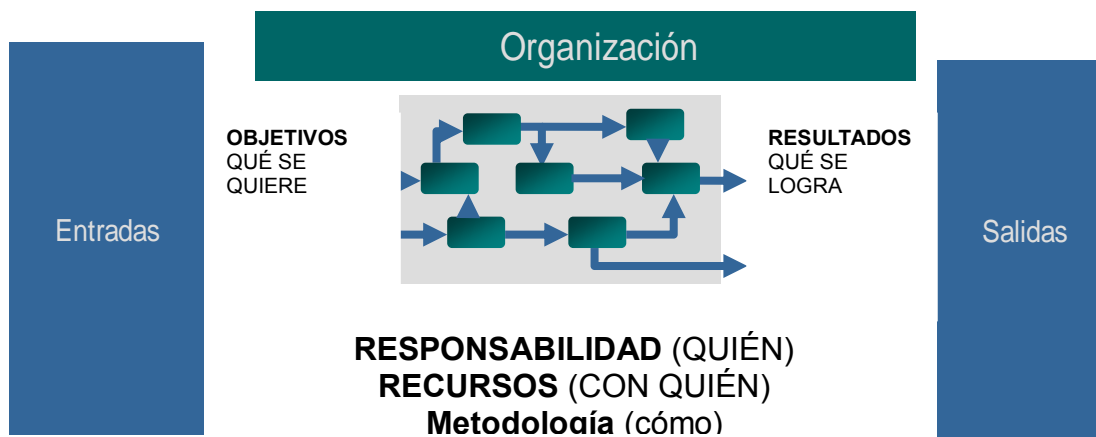 Organización
OBJETIVOS
QUÉ SE
QUIERE
RESULTADOS
QUÉ SE
LOGRA
Entradas
Salidas
RESPONSABILIDAD (QUIÉN)
RECURSOS (CON QUIÉN)
Metodología (cómo)